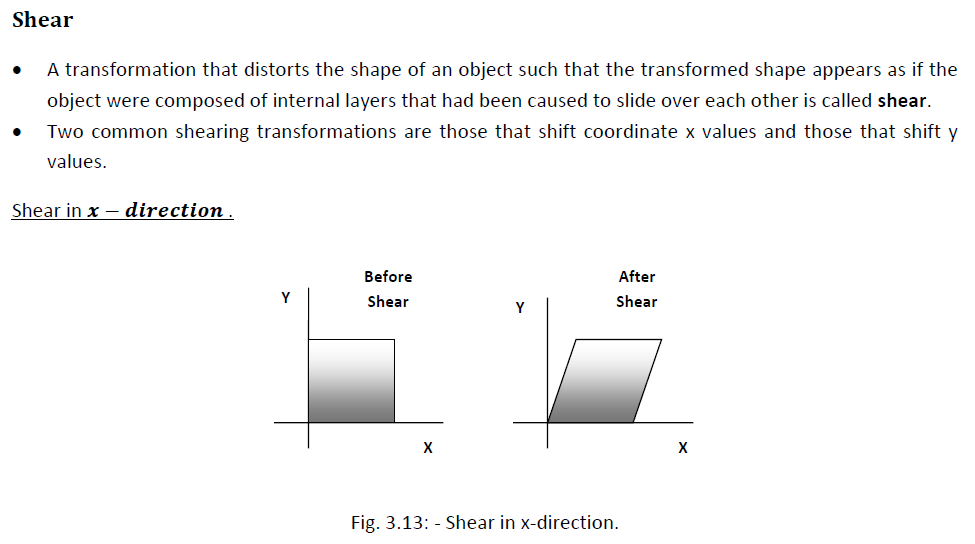 Shear
• A transformation that distorts the shape of an object such that the transformed shape appears as if the
object were composed of internal layers that had been caused to slide over each other is called shear.
• Two common shearing transformations are those that shift coordinate x values and those that shift y
values.
Shear in x − direction .
Before
Shear
Y
X
After
Shear
Y
X
Fig. 3.13: - Shear in x-direction.